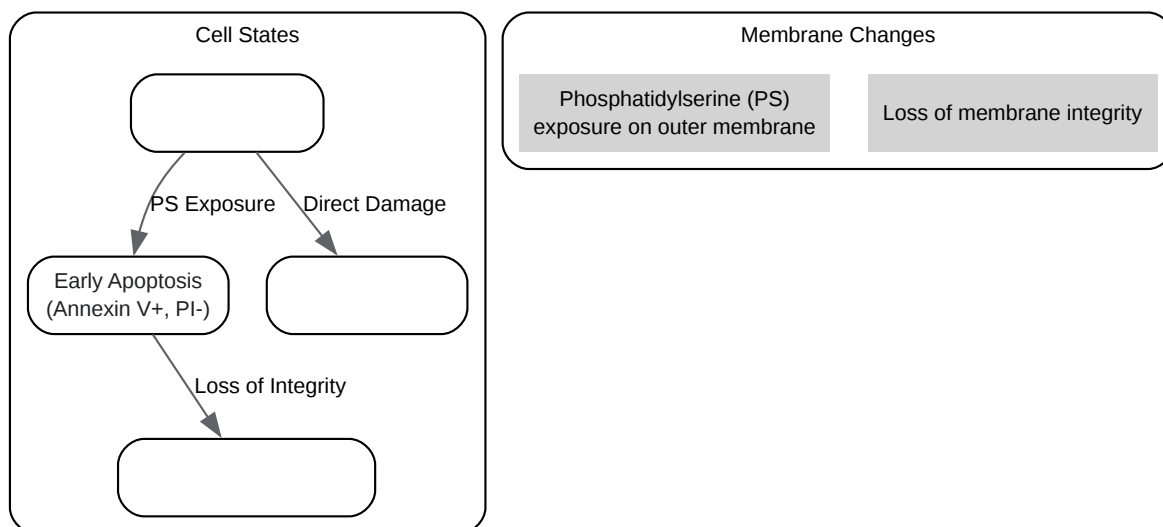 Cell States
PS Exposure
Direct Damage
Early Apoptosis
(Annexin V+, PI-)
Loss of Integrity
Membrane Changes
Phosphatidylserine (PS)
exposure on outer membrane
Loss of membrane integrity